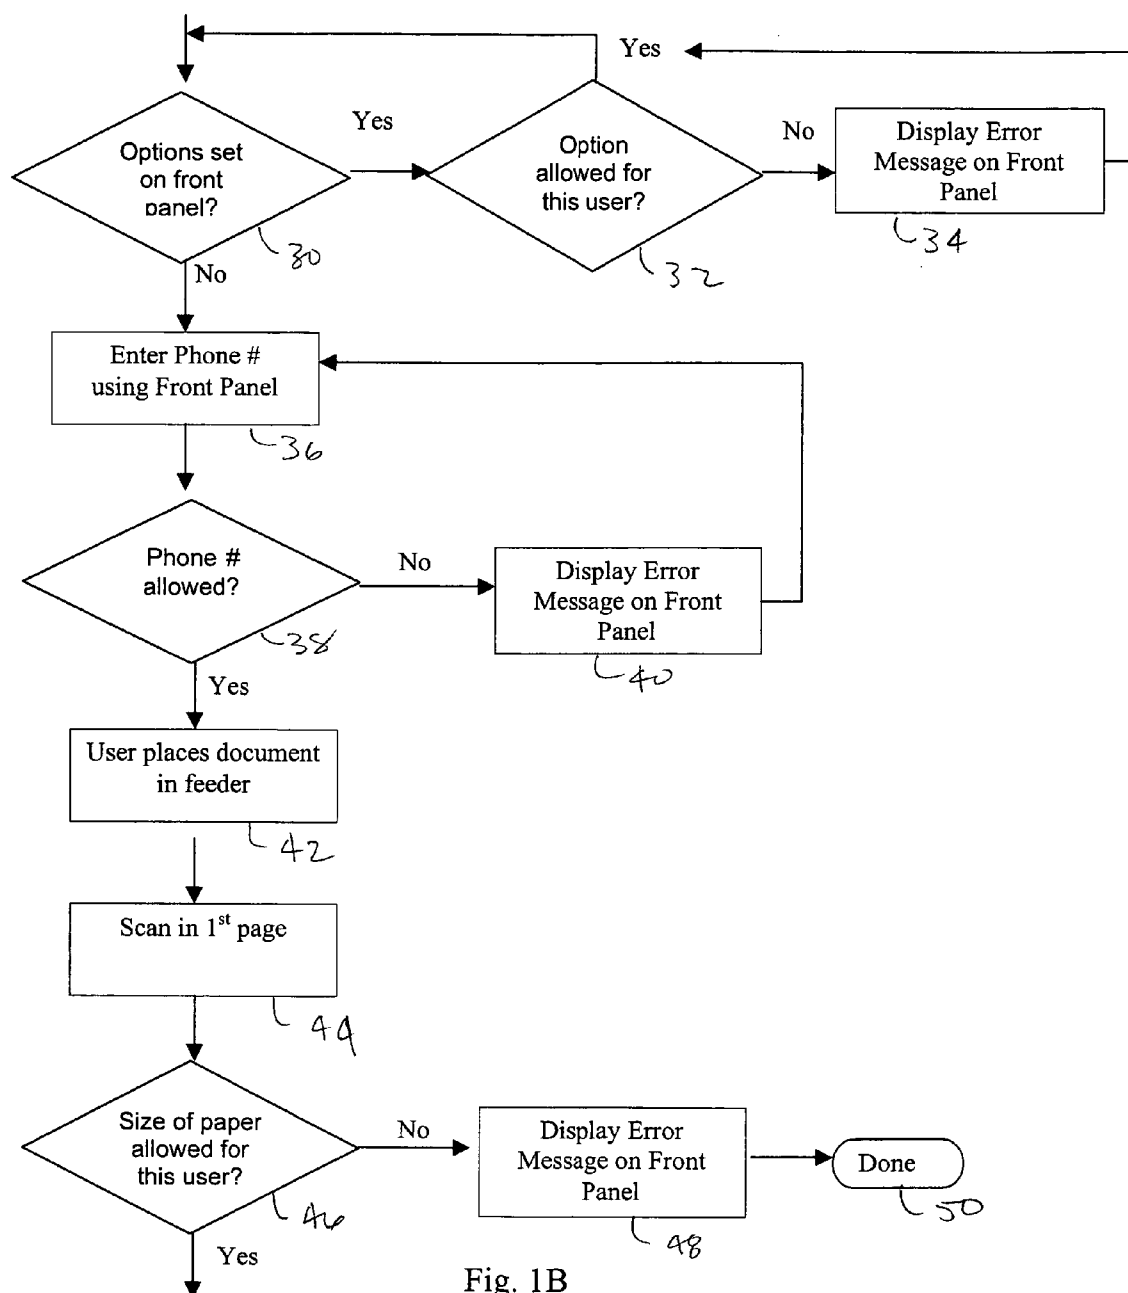 Yes
Options set
on front
panel?
30
Yes
Option
allowed for
this user?
32
No
Display Error
Message on Front
Panel
34
No
Enter Phone #
using Front Panel
36
Phone #
allowed?
38
No
Display Error
Message on Front
Panel
40
Yes
User places document
in feeder
42
Scan in 1st page
44
Size of paper
allowed for
this user?
46
No
Display Error
Message on Front
Panel
48
Done
50
Yes
Fig. 1B